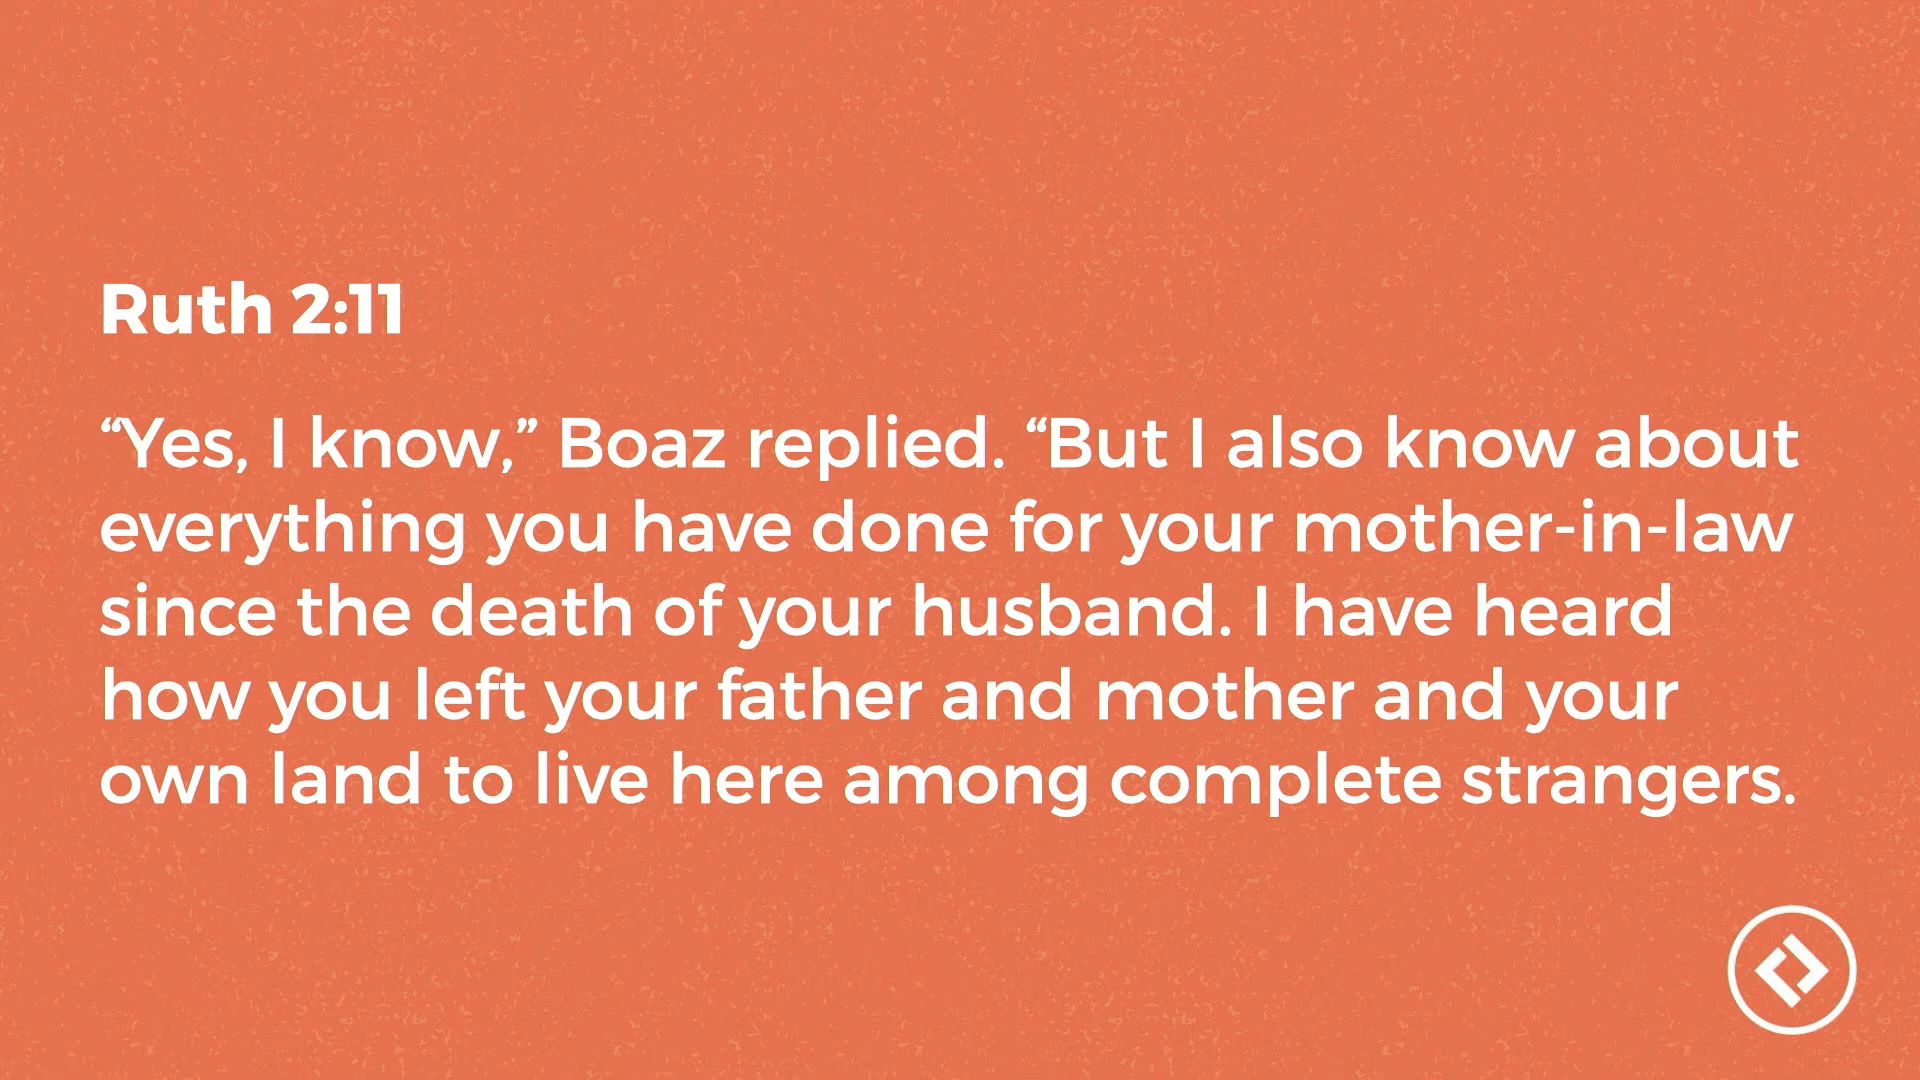 Ruth 2:11
“Yes, I know,” Boaz replied. “But I also know about
everything you have done for your mother-in-law
since the death of your husband. I have heard
how you left your father and mother and your
own land to live here among complete strangers.